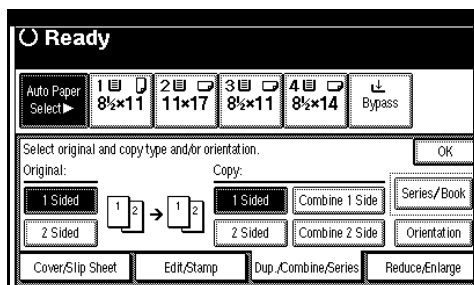 Ready
Auto Paper Select►
1 8½×11
2 11×17
3 8½×11
4 8½×14
Bypass
Select original and copy type and/or orientation.
OK
Original:
Copy:
1 Sided
1 2 → 1 2
1 Sided
Combine 1 Side
Series/Book
2 Sided
2 Sided
Combine 2 Side
Orientation
Cover/Slip Sheet
Edit/Stamp
Dup./Combine/Series
Reduce/Enlarge